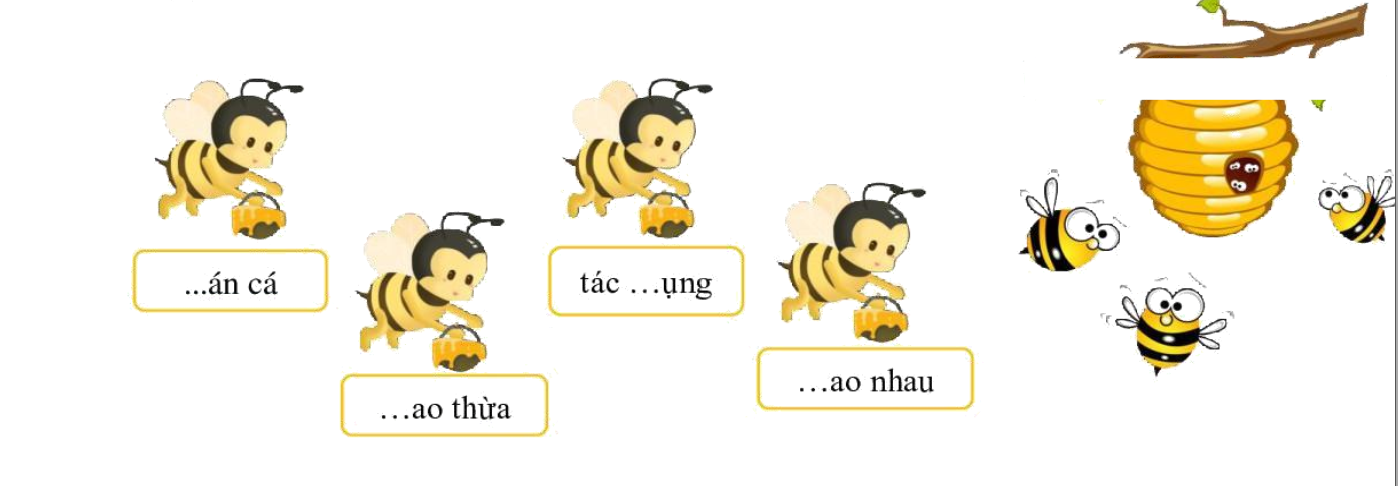 ...án cá
tác ...ụng
...ao nhau
...ao thừa